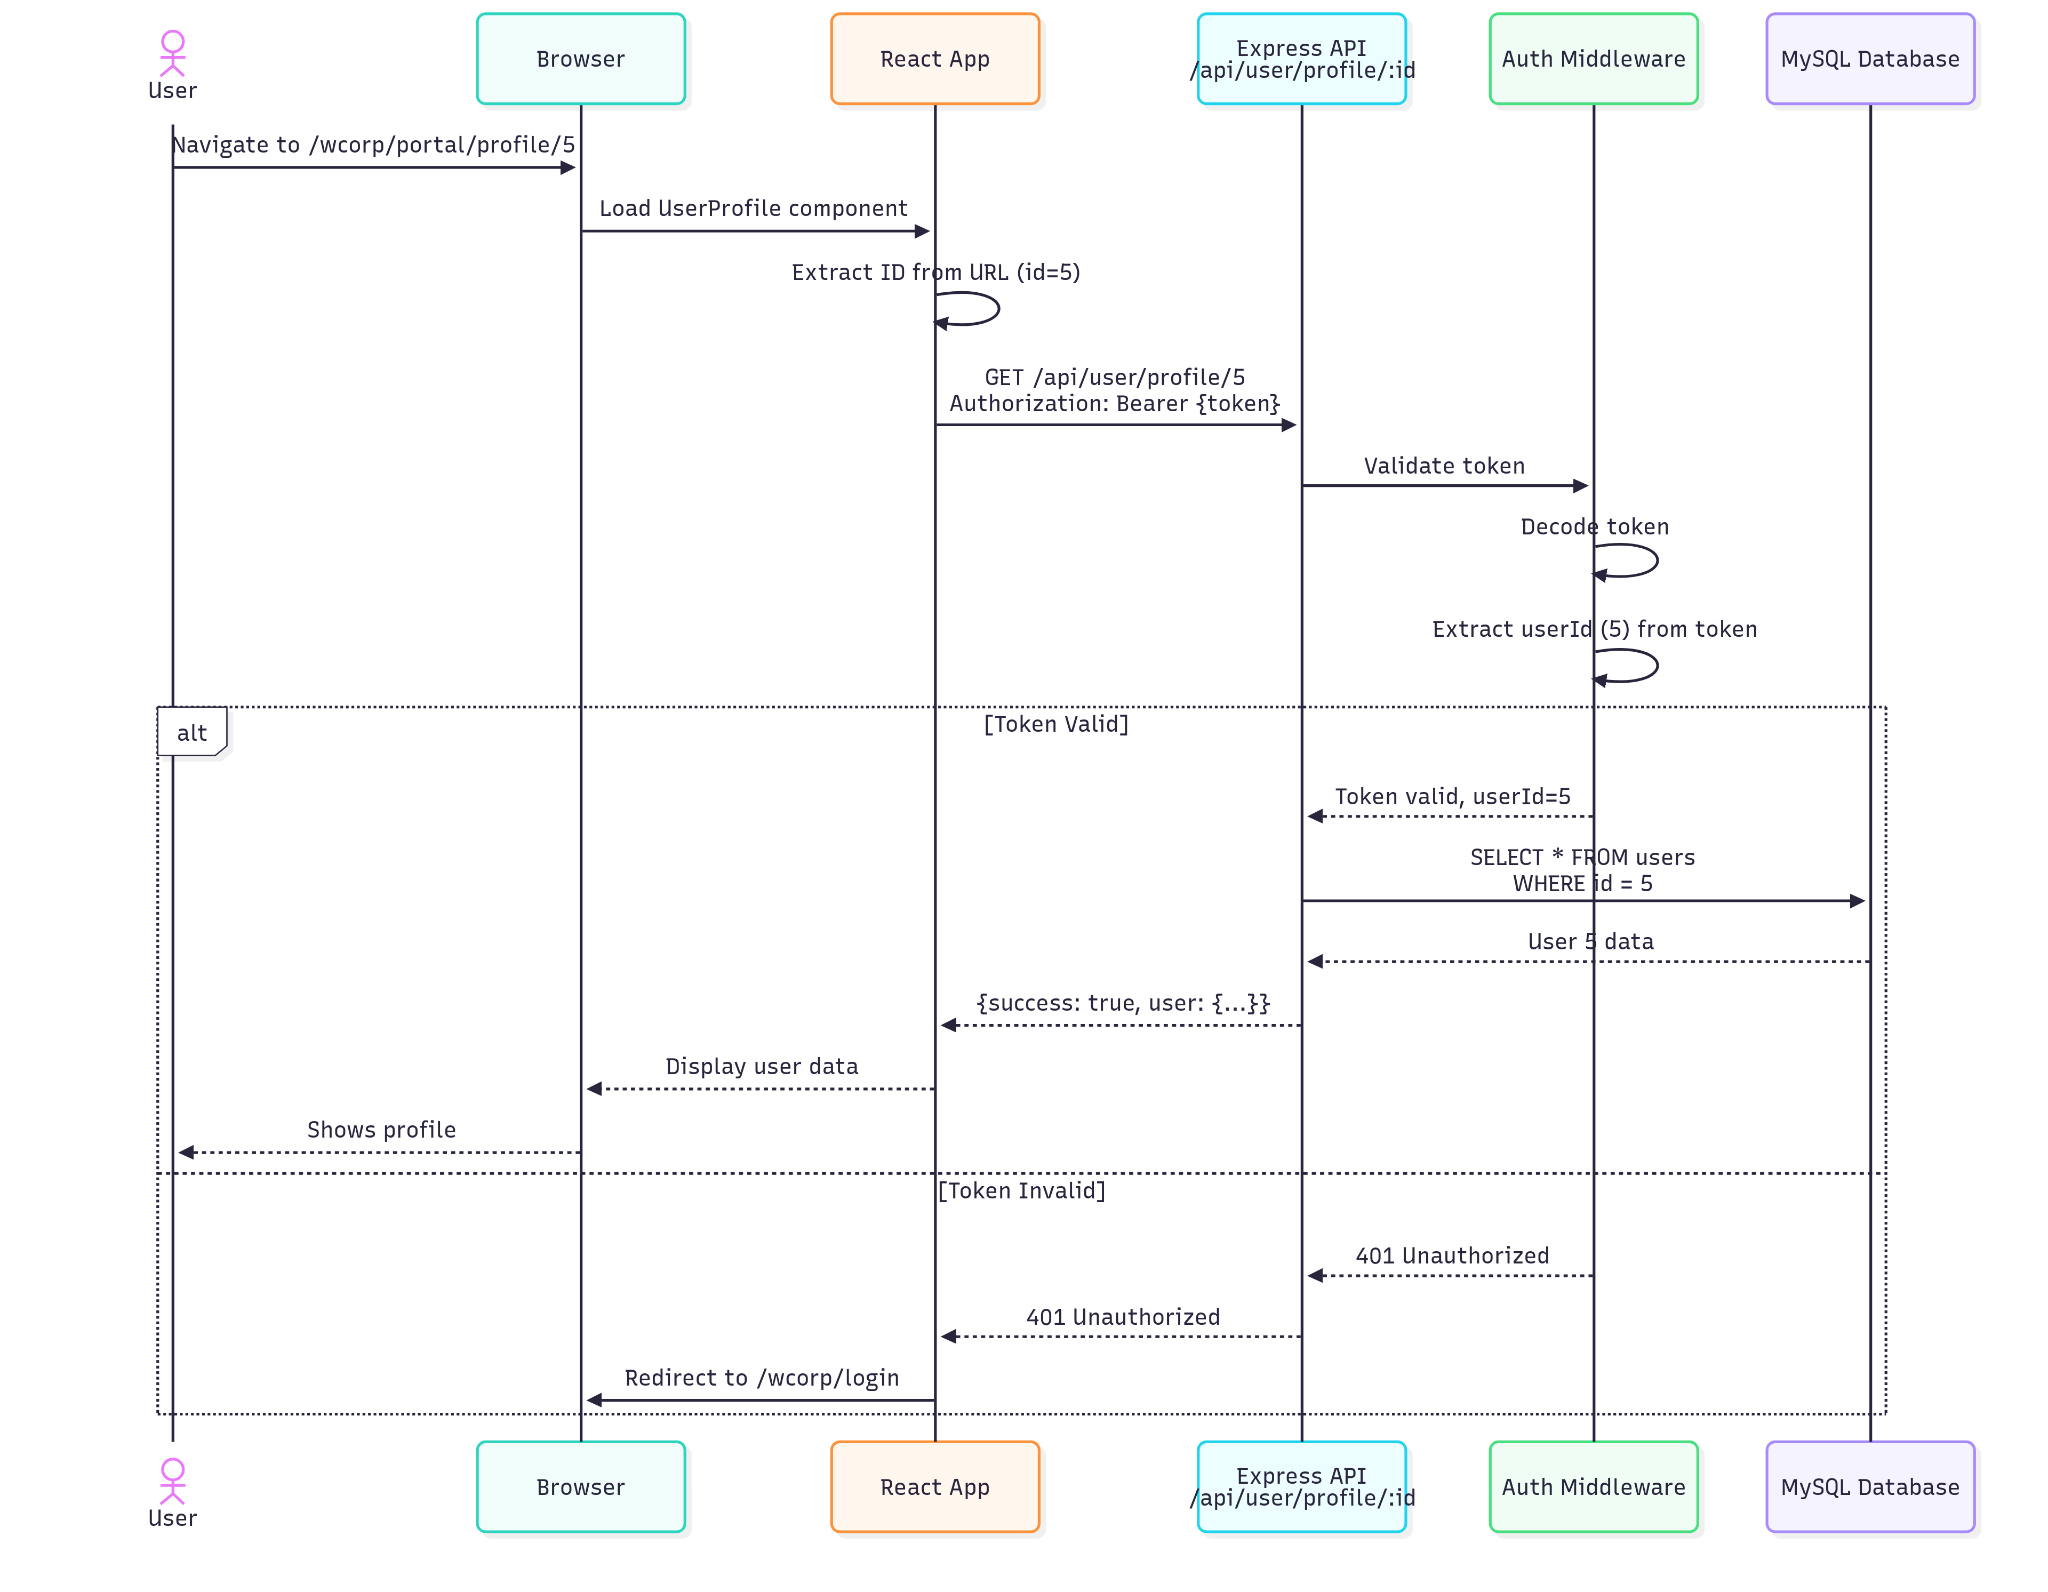 User
Browser
React App
Express API
/api/user/profile/:id
Auth Middleware
MySQL Database
Navigate to /wcorp/portal/profile/5
Load UserProfile component
Extract ID from URL (id=5)
GET /api/user/profile/5
Authorization: Bearer {token}
Validate token
Decode token
Extract userId (5) from token
alt
[Token Valid]
Token valid, userId=5
SELECT * FROM users
WHERE id = 5
User 5 data
{success: true, user: {...}}
Display user data
Shows profile
[Token Invalid]
401 Unauthorized
401 Unauthorized
Redirect to /wcorp/login
User
Browser
React App
Express API
/api/user/profile/:id
Auth Middleware
MySQL Database